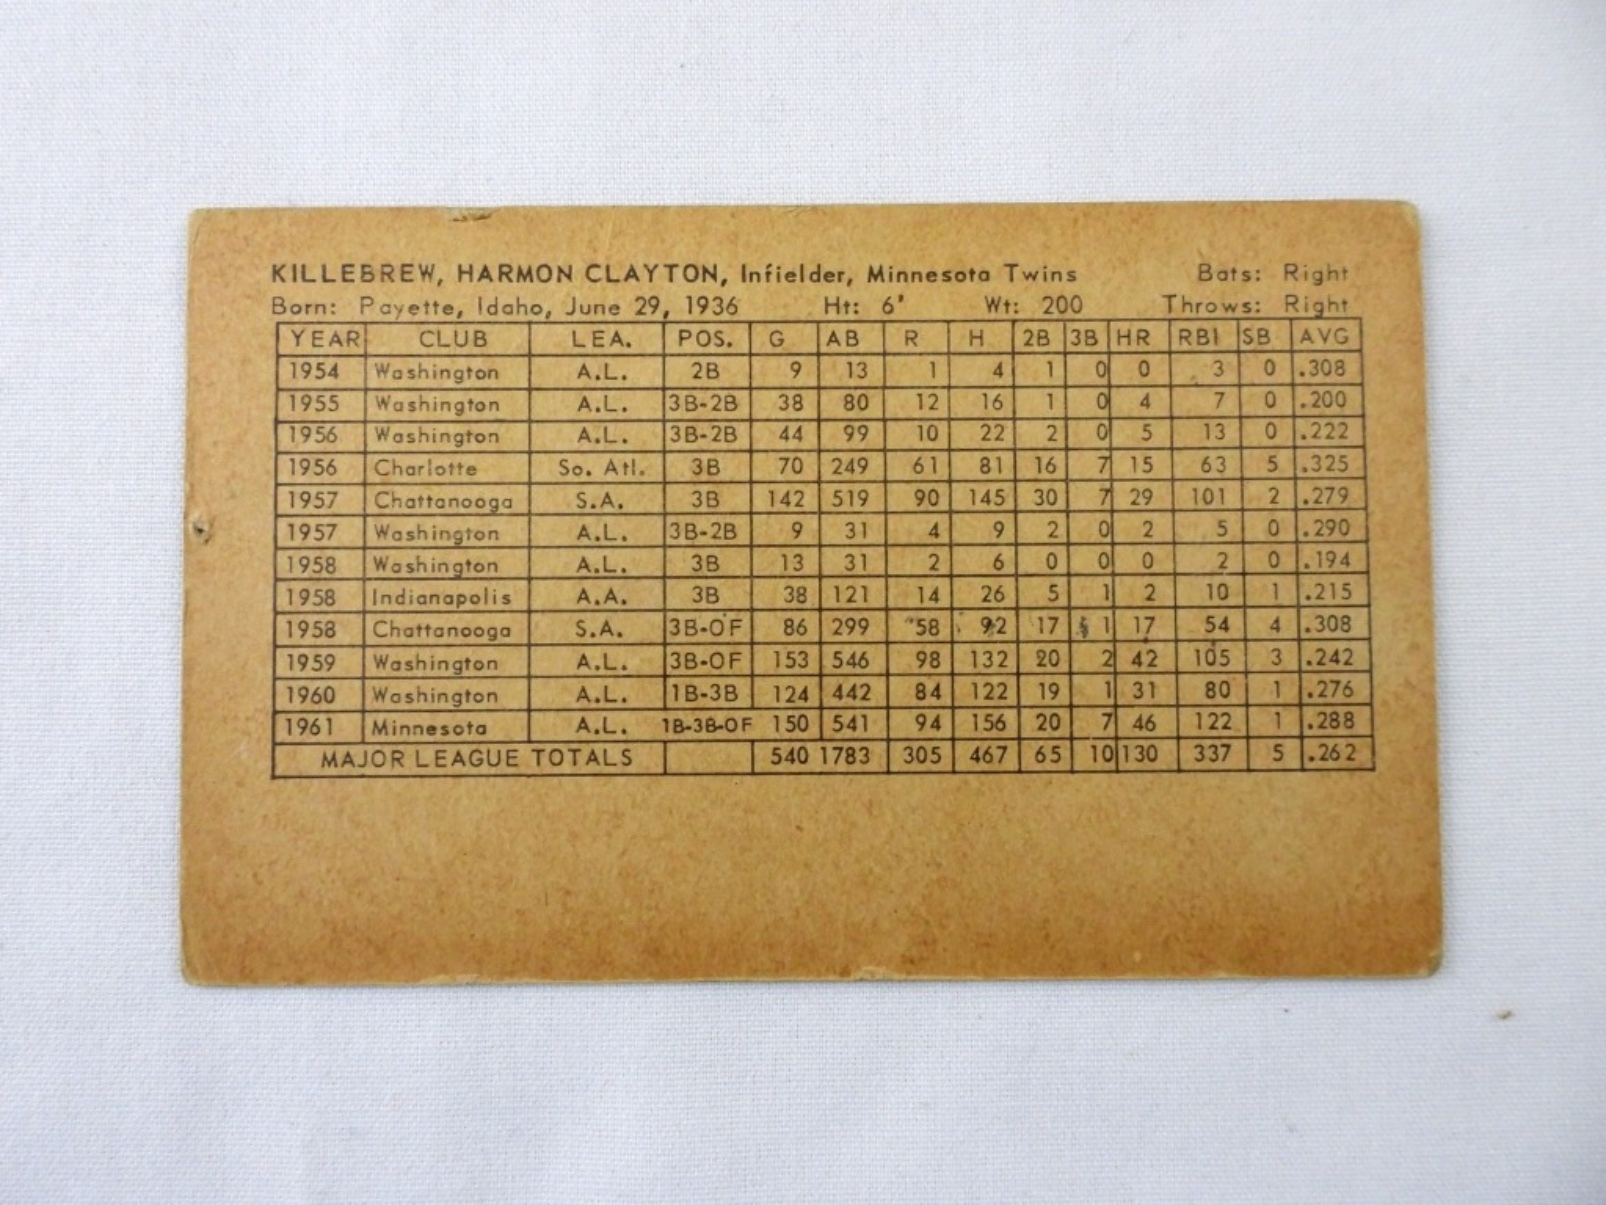 KILLEBREW, HARMON CLAYTON, Infielder, Minnesota Twins Bats: Right
Born: Payette, Idaho, June 29, 1936 Ht: 6' Wt: 200 Throws: Right
YEAR CLUB LEA. POS. G AB R H 2B 3B HR RBI SB AVG
1954 Washington A.L. 2B 9 13 1 4 1 0 0 3 0 .308
1955 Washington A.L. 3B-2B 38 80 12 16 1 0 4 7 0 .200
1956 Washington A.L. 3B-2B 44 99 10 22 2 0 5 13 0 .222
1956 Charlotte So. Atl. 3B 70 249 61 81 16 7 15 63 5 .325
1957 Chattanooga S.A. 3B 142 519 90 145 30 7 29 101 2 .279
1957 Washington A.L. 3B-2B 9 31 4 9 2 0 2 5 0 .290
1958 Washington A.L. 3B 13 31 2 6 0 0 0 2 0 .194
1958 Indianapolis A.A. 3B 38 121 14 26 5 1 2 10 1 .215
1958 Chattanooga S.A. 3B-OF 86 299 58 92 17 1 17 54 4 .308
1959 Washington A.L. 3B-OF 153 546 98 132 20 2 42 105 3 .242
1960 Washington A.L. 1B-3B 124 442 84 122 19 1 31 80 1 .276
1961 Minnesota A.L. 1B-3B-OF 150 541 94 156 20 7 46 122 1 .288
MAJOR LEAGUE TOTALS 540 1783 305 467 65 10 130 337 5 .262